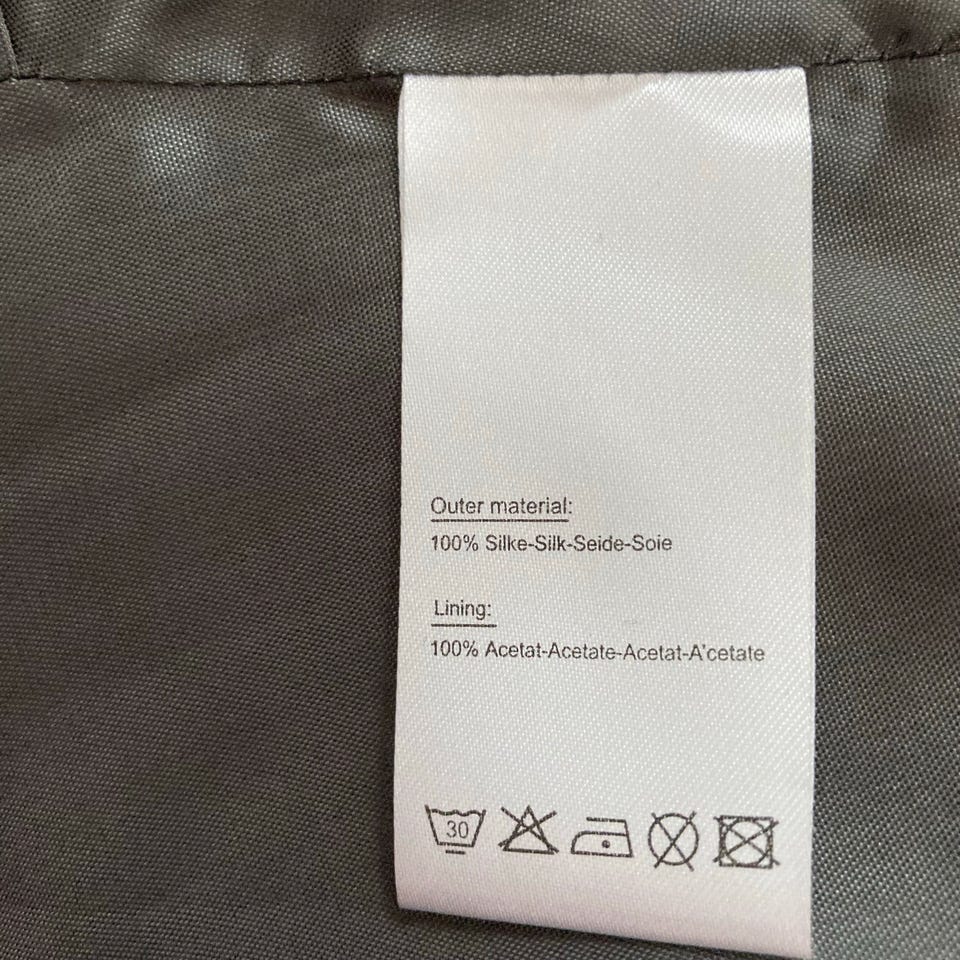 Outer material:
100% Silke-Silk-Seide-Soie
Lining:
100% Acetat-Acetate-Acetat-A'cetate
30